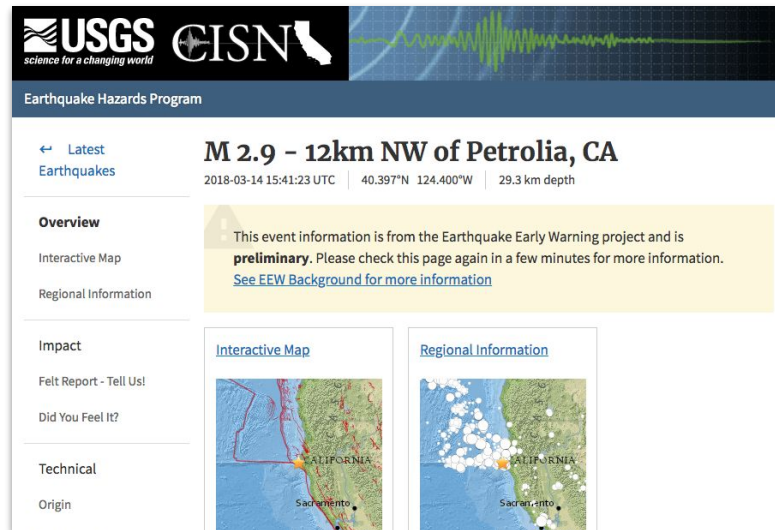 USGS
science for a changing world
CISN
Earthquake Hazards Program
↩ Latest
Earthquakes
Overview
Interactive Map
Regional Information
Impact
Felt Report - Tell Us!
Did You Feel It?
Technical
Origin
M 2.9 - 12km NW of Petrolia, CA
2018-03-14 15:41:23 UTC 40.397°N 124.400°W 29.3 km depth
This event information is from the Earthquake Early Warning project and is
preliminary. Please check this page again in a few minutes for more information.
See EEW Background for more information
Interactive Map
CALIFORNIA
Sacramento
Regional Information
CALIFORNIA
Sacramento